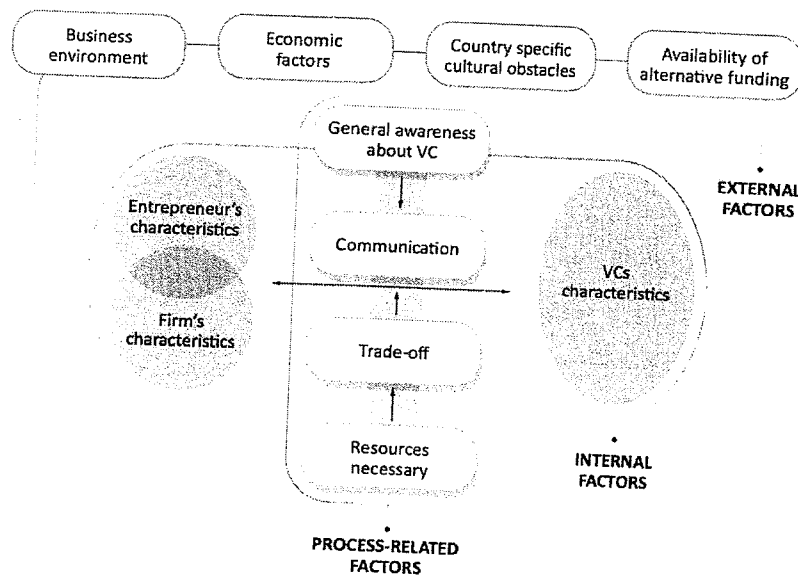 Business
environment
Economic
factors
Country specific
cultural obstacles
Availability of
alternative funding
General awareness
about VC
EXTERNAL
FACTORS
Entrepreneur's
characteristics
Communication
VCs
characteristics
Firm's
characteristics
Trade-off
Resources
necessary
INTERNAL
FACTORS
PROCESS-RELATED
FACTORS